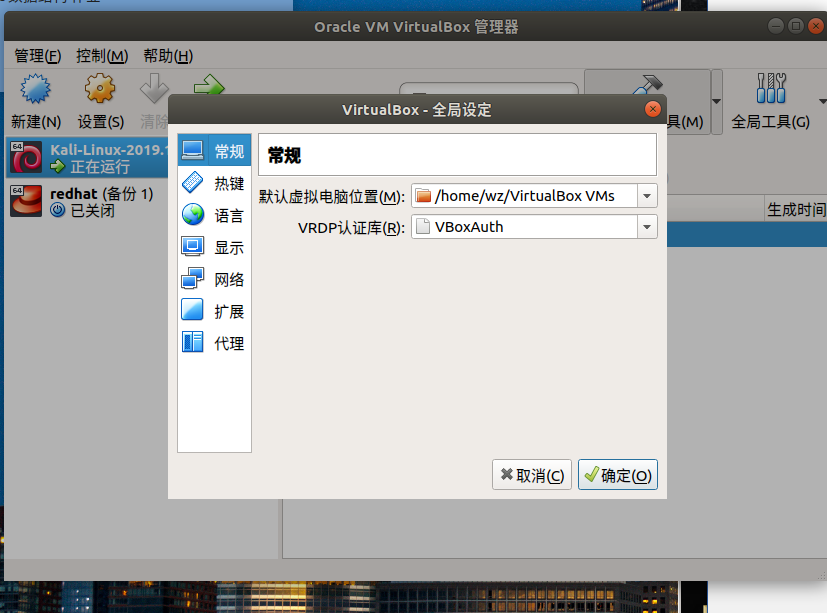 Oracle VM VirtualBox 管理器
管理(F) 控制(M) 帮助(H)
新建(N) 设置(S) 清除 具(M) 全局工具(G)
64 Kali-Linux-2019.
正在运行
64 redhat (备份 1)
已关闭
生成时间
VirtualBox - 全局设定
常规
热键
语言
显示
网络
扩展
代理
常规
默认虚拟电脑位置(M): /home/wz/VirtualBox VMs
VRDP认证库(R): VBoxAuth
取消(C) 确定(O)